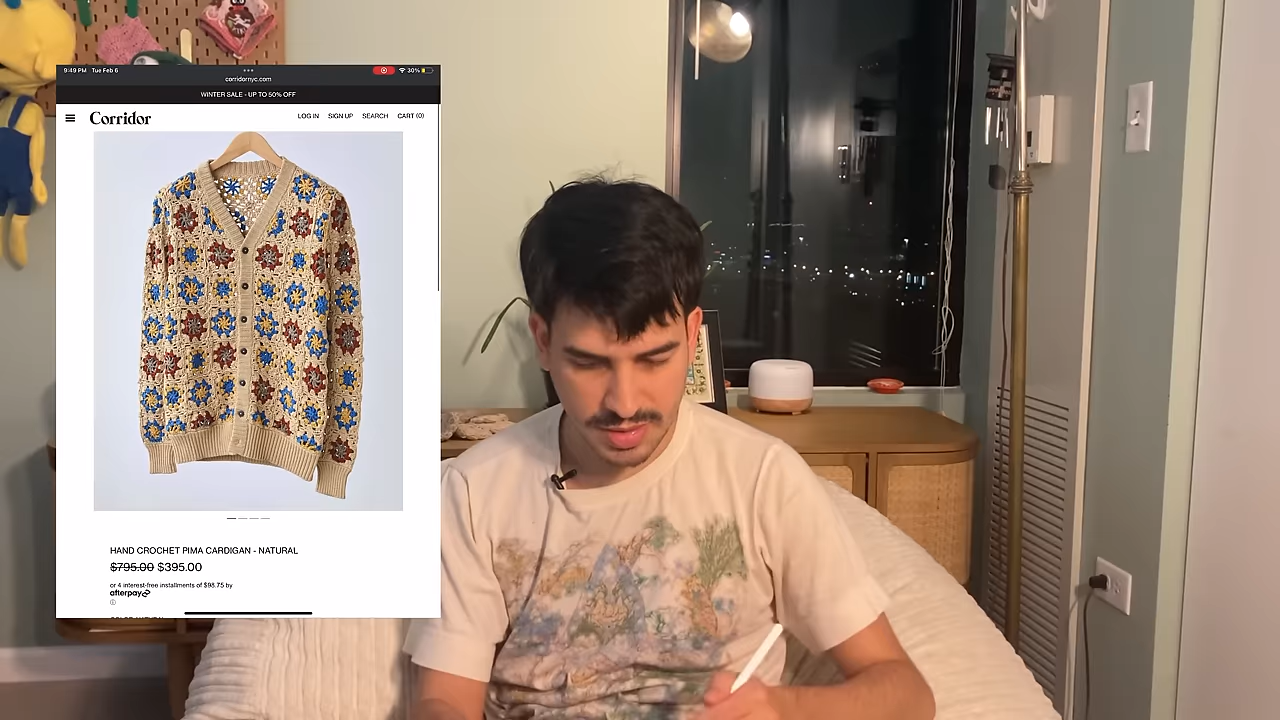 9:49 PM Tue Feb 6
30%
corridornyc.com
WINTER SALE - UP TO 50% OFF
Corridor
LOG IN SIGN UP SEARCH CART (0)
HAND CROCHET PIMA CARDIGAN - NATURAL
$795.00 $395.00
or 4 interest-free installments of $98.75 by
afterpay